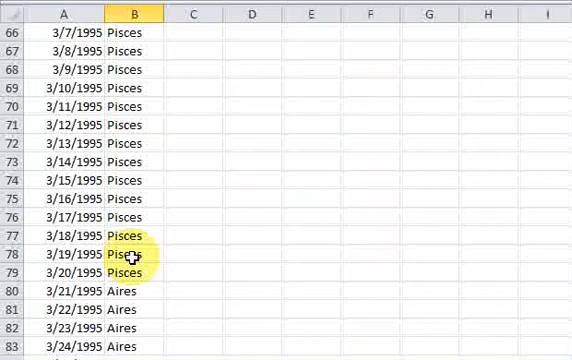 A B C D E F G H I
66 3/7/1995 Pisces
67 3/8/1995 Pisces
68 3/9/1995 Pisces
69 3/10/1995 Pisces
70 3/11/1995 Pisces
71 3/12/1995 Pisces
72 3/13/1995 Pisces
73 3/14/1995 Pisces
74 3/15/1995 Pisces
75 3/16/1995 Pisces
76 3/17/1995 Pisces
77 3/18/1995 Pisces
78 3/19/1995 Pisces
79 3/20/1995 Pisces
80 3/21/1995 Aires
81 3/22/1995 Aires
82 3/23/1995 Aires
83 3/24/1995 Aires